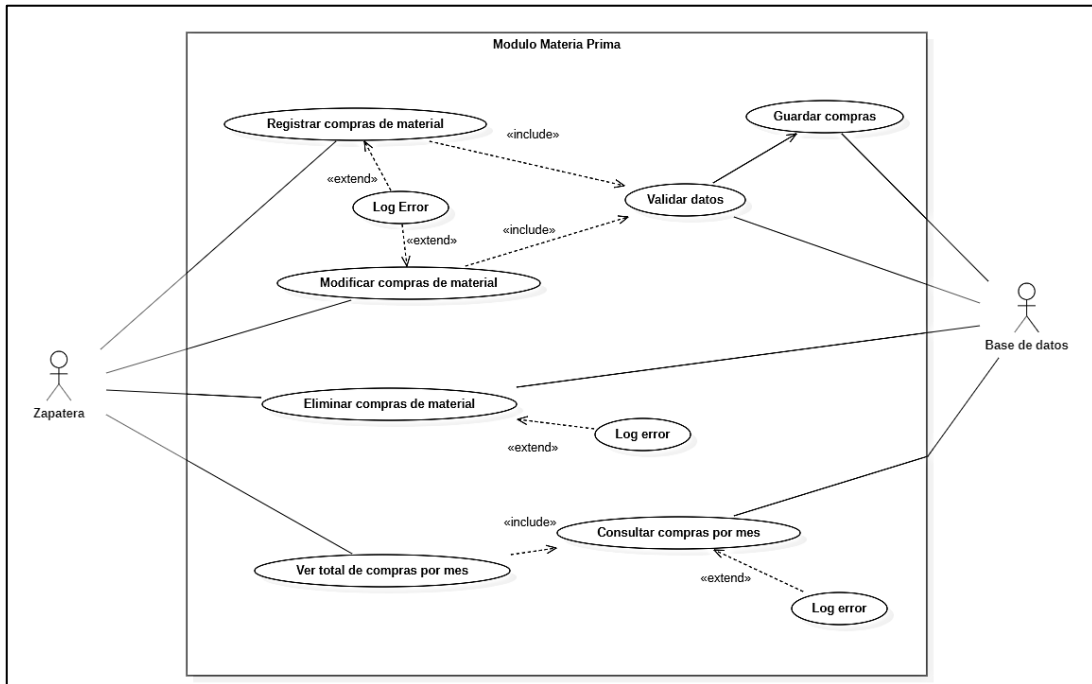 Modulo Materia Prima
Registrar compras de material
Guardar compras
«include»
«extend»
Validar datos
Log Error
«include»
«extend»
Modificar compras de material
Base de datos
Zapatera
Eliminar compras de material
Log error
«extend»
«include»
Consultar compras por mes
Ver total de compras por mes
«extend»
Log error